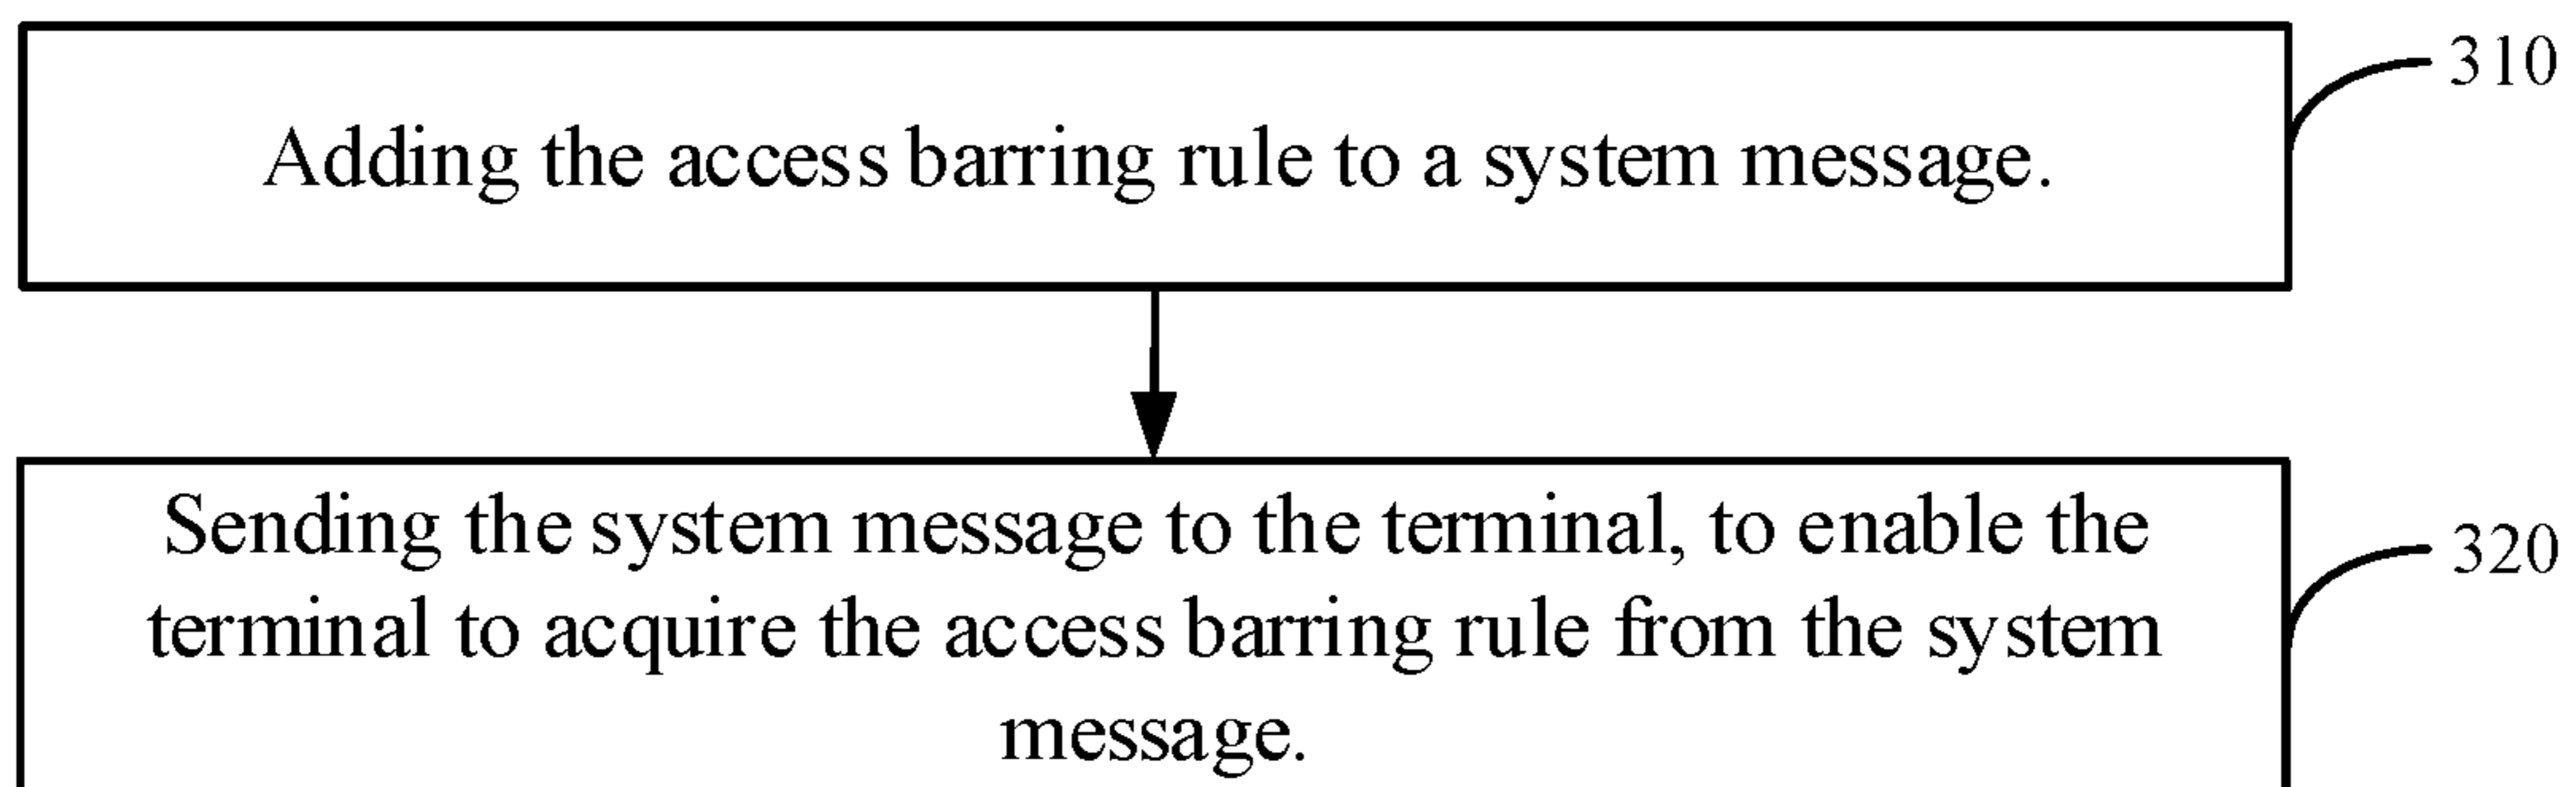 310
Adding the access barring rule to a system message.
Sending the system message to the terminal, to enable the
320
terminal to acquire the access barring rule from the system
message.